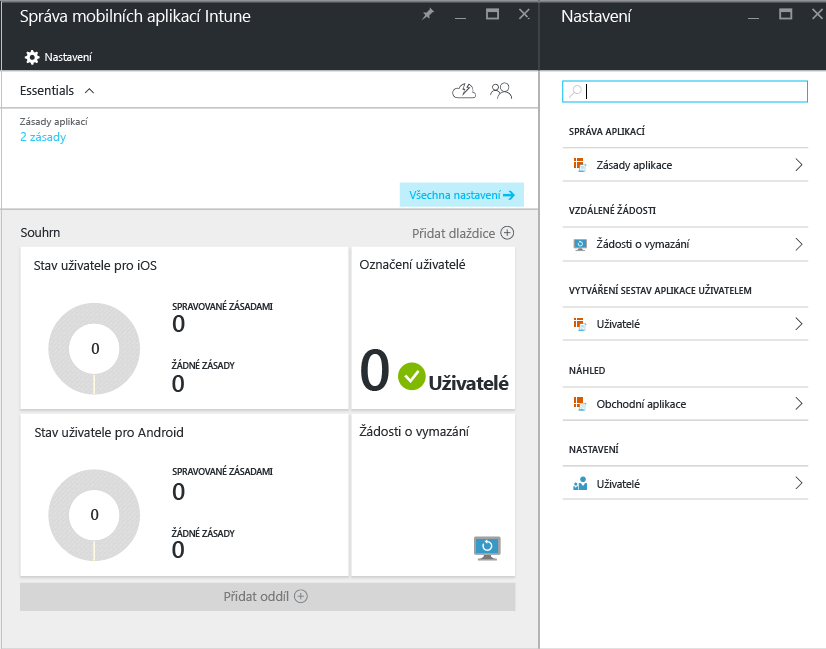 Správa mobilních aplikací Intune
Nastavení
Essentials
Zásady aplikací
2 zásady
Všechna nastavení
Souhrn
Přidat dlaždice
Stav uživatele pro iOS
0
SPRAVOVANÉ ZÁSADAMI
0
ŽÁDNÉ ZÁSADY
0
Označení uživatelé
0 Uživatelé
Stav uživatele pro Android
0
SPRAVOVANÉ ZÁSADAMI
0
ŽÁDNÉ ZÁSADY
0
Žádosti o vymazání
Přidat oddíl
Nastavení
SPRÁVA APLIKACÍ
Zásady aplikace
VZDÁLENÉ ŽÁDOSTI
Žádosti o vymazání
VYTVÁŘENÍ SESTAV APLIKACE UŽIVATELEM
Uživatelé
NÁHLED
Obchodní aplikace
NASTAVENÍ
Uživatelé